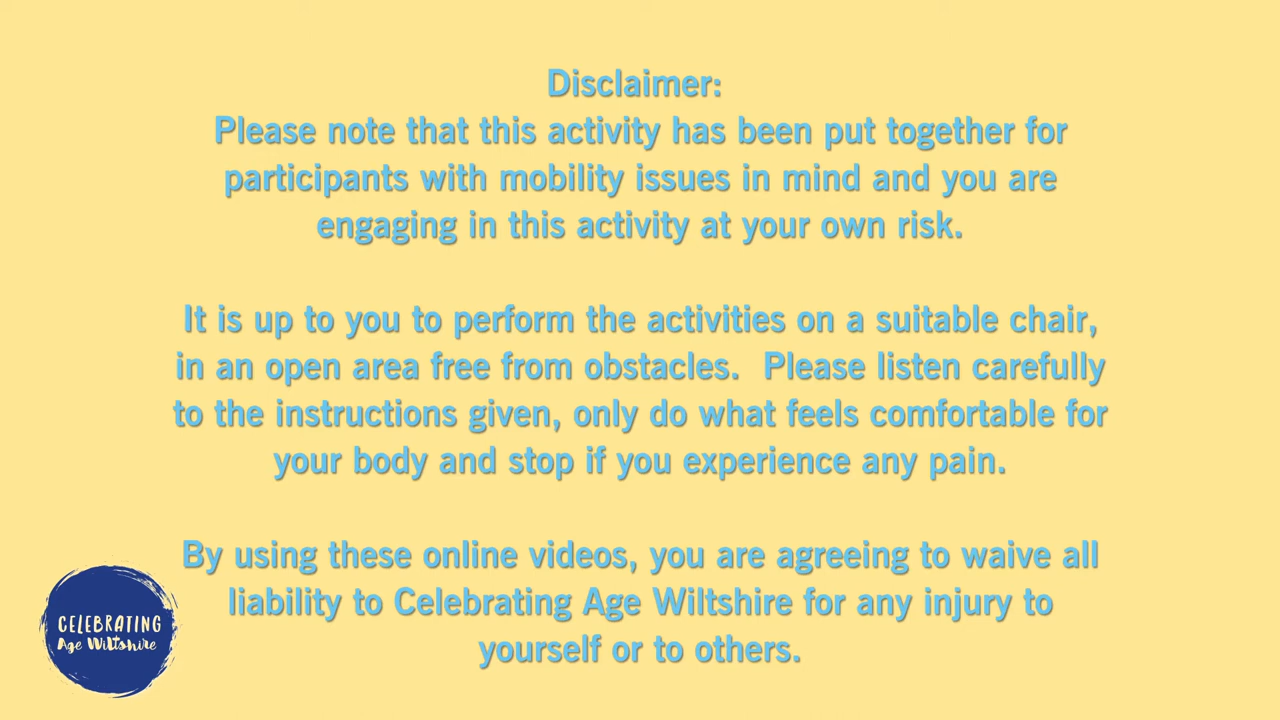 Disclaimer:
Please note that this activity has been put together for
participants with mobility issues in mind and you are
engaging in this activity at your own risk.
It is up to you to perform the activities on a suitable chair,
in an open area free from obstacles.  Please listen carefully
to the instructions given, only do what feels comfortable for
your body and stop if you experience any pain.
By using these online videos, you are agreeing to waive all
liability to Celebrating Age Wiltshire for any injury to
yourself or to others.
CELEBRATING
Age Wiltshire